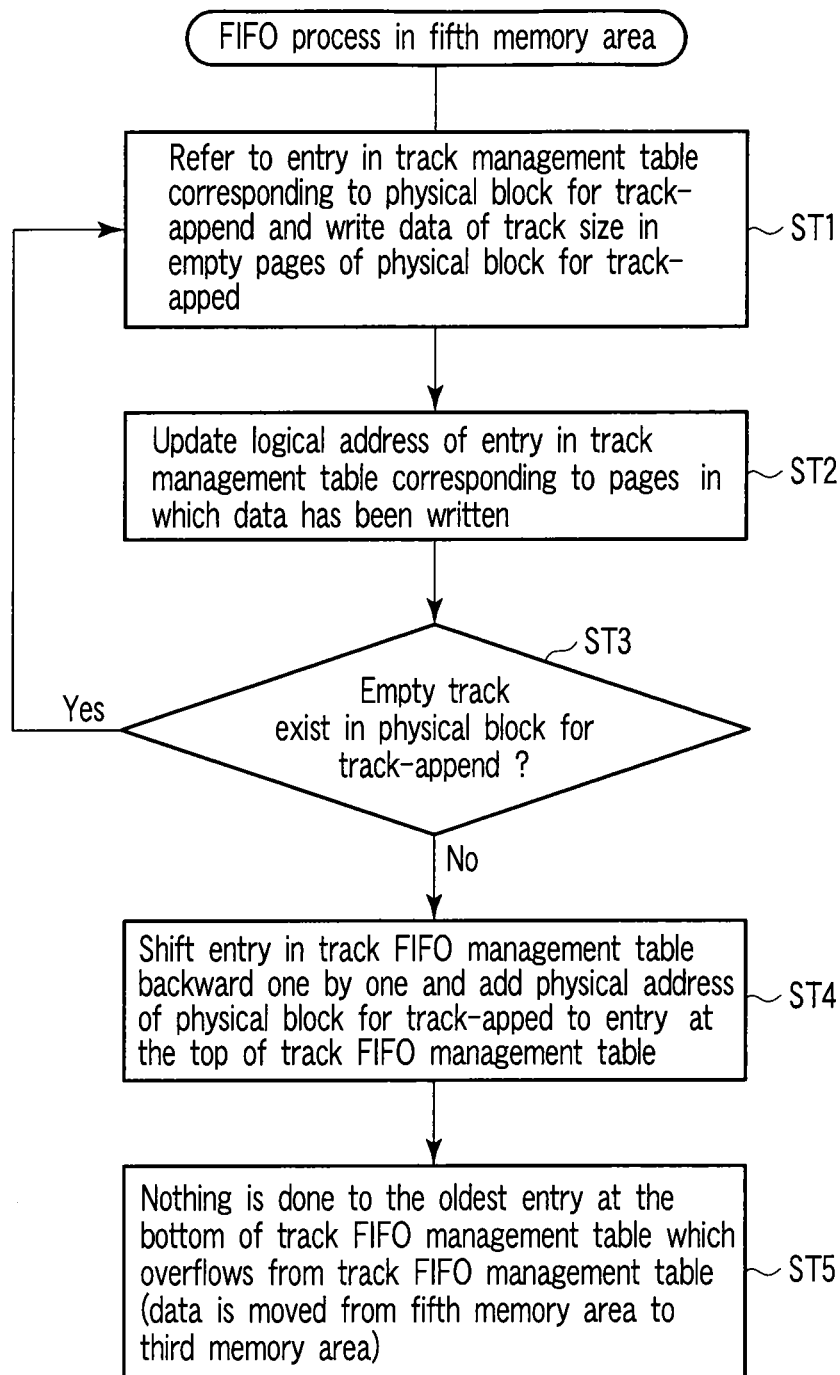 FIFO process in fifth memory area
Refer to entry in track management table
corresponding to physical block for track-
append and write data of track size in
empty pages of physical block for track-
apped
ST1
Update logical address of entry in track
management table corresponding to pages in
which data has been written
ST2
ST3
Empty track
exist in physical block for
track-append ?
Yes
No
Shift entry in track FIFO management table
backward one by one and add physical address
of physical block for track-apped to entry at
the top of track FIFO management table
ST4
Nothing is done to the oldest entry at the
bottom of track FIFO management table which
overflows from track FIFO management table
(data is moved from fifth memory area to
third memory area)
ST5